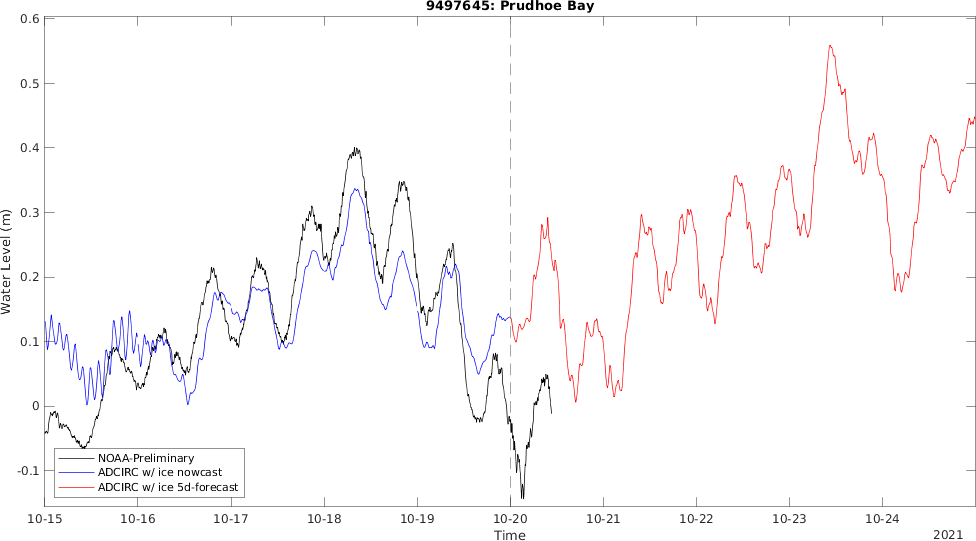 9497645: Prudhoe Bay
0.6
0.5
0.4
0.3
0.2
0.1
0
-0.1
Water Level (m)
NOAA-Preliminary
ADCIRC w/ ice nowcast
ADCIRC w/ ice 5d-forecast
10-15 10-16 10-17 10-18 10-19 10-20 10-21 10-22 10-23 10-24
Time
2021